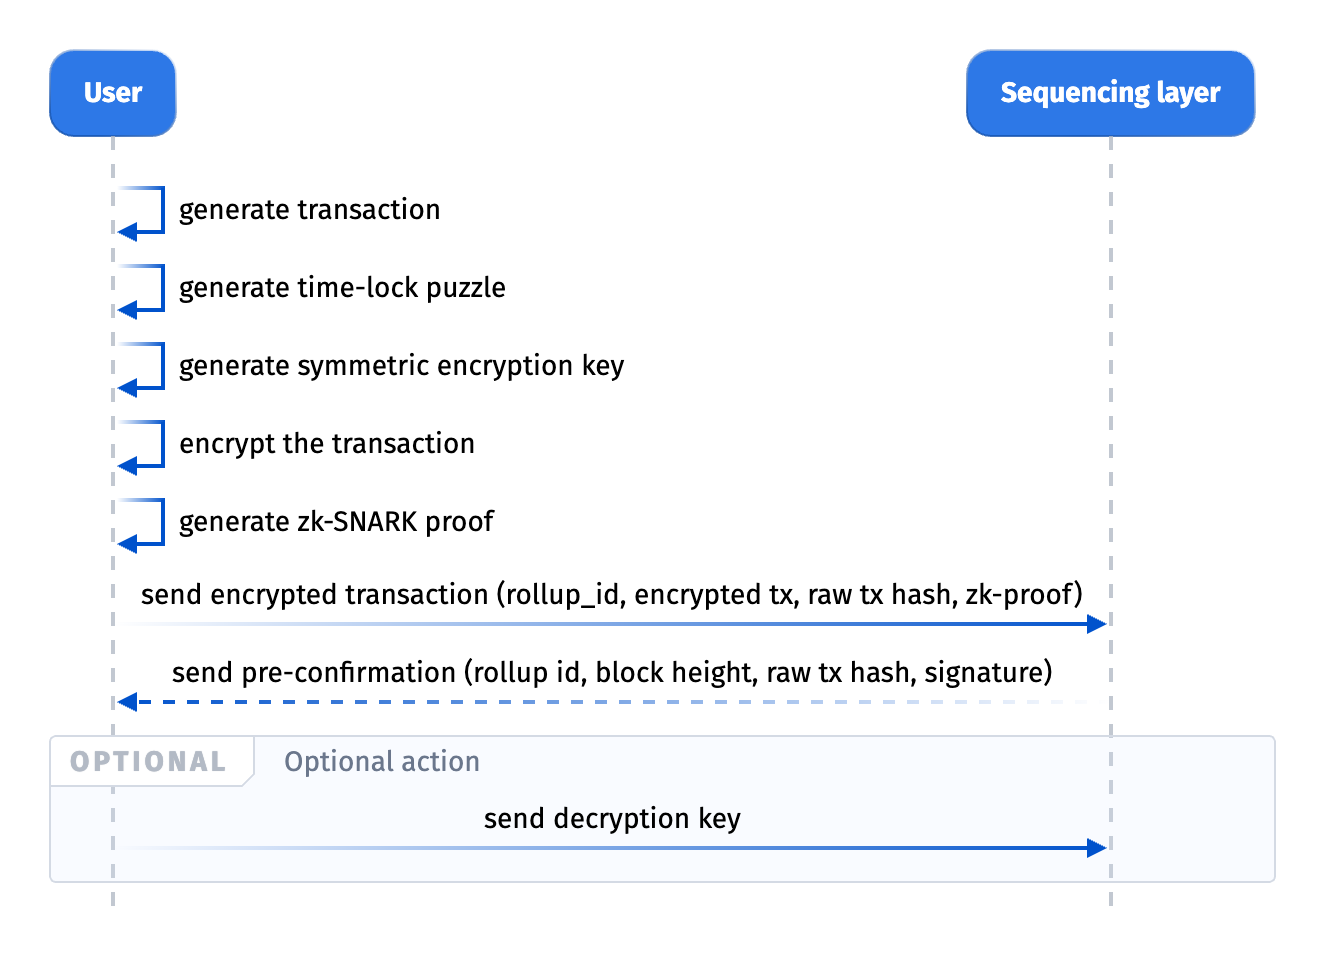 User
Sequencing layer
generate transaction
generate time-lock puzzle
generate symmetric encryption key
encrypt the transaction
generate zk-SNARK proof
send encrypted transaction (rollup_id, encrypted tx, raw tx hash, zk-proof)
send pre-confirmation (rollup id, block height, raw tx hash, signature)
OPTIONAL
Optional action
send decryption key